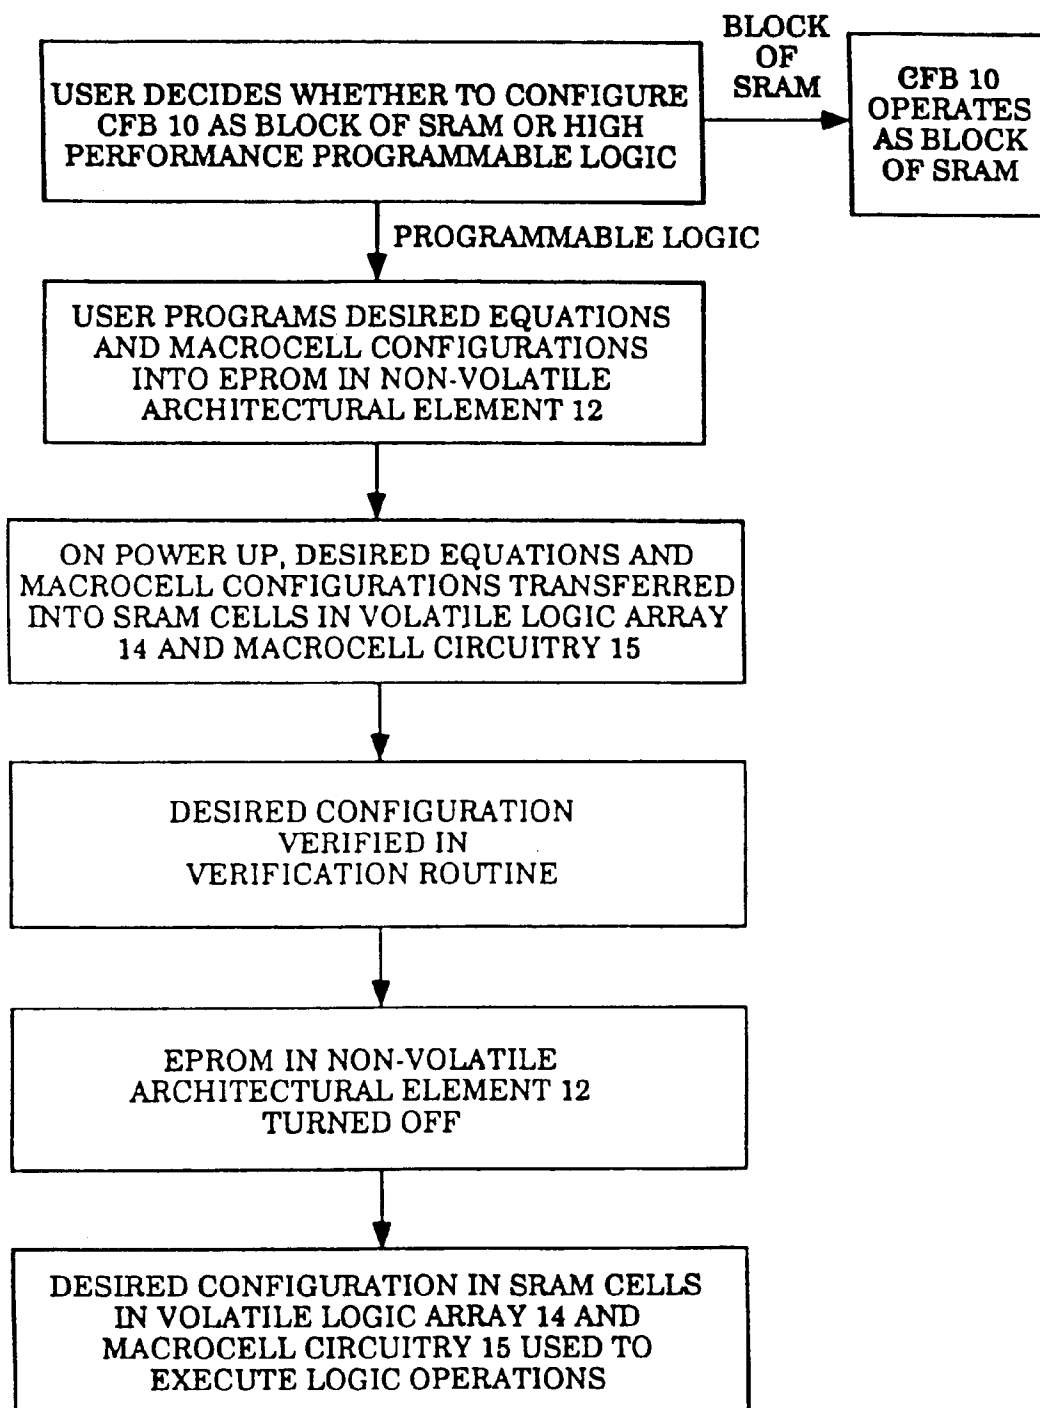 USER DECIDES WHETHER TO CONFIGURE
CFB 10 AS BLOCK OF SRAM OR HIGH
PERFORMANCE PROGRAMMABLE LOGIC
BLOCK
OF
SRAM
CFB 10
OPERATES
AS BLOCK
OF SRAM
PROGRAMMABLE LOGIC
USER PROGRAMS DESIRED EQUATIONS
AND MACROCELL CONFIGURATIONS
INTO EPROM IN NON-VOLATILE
ARCHITECTURAL ELEMENT 12
ON POWER UP, DESIRED EQUATIONS AND
MACROCELL CONFIGURATIONS TRANSFERRED
INTO SRAM CELLS IN VOLATILE LOGIC ARRAY
14 AND MACROCELL CIRCUITRY 15
DESIRED CONFIGURATION
VERIFIED IN
VERIFICATION ROUTINE
EPROM IN NON-VOLATILE
ARCHITECTURAL ELEMENT 12
TURNED OFF
DESIRED CONFIGURATION IN SRAM CELLS
IN VOLATILE LOGIC ARRAY 14 AND
MACROCELL CIRCUITRY 15 USED TO
EXECUTE LOGIC OPERATIONS